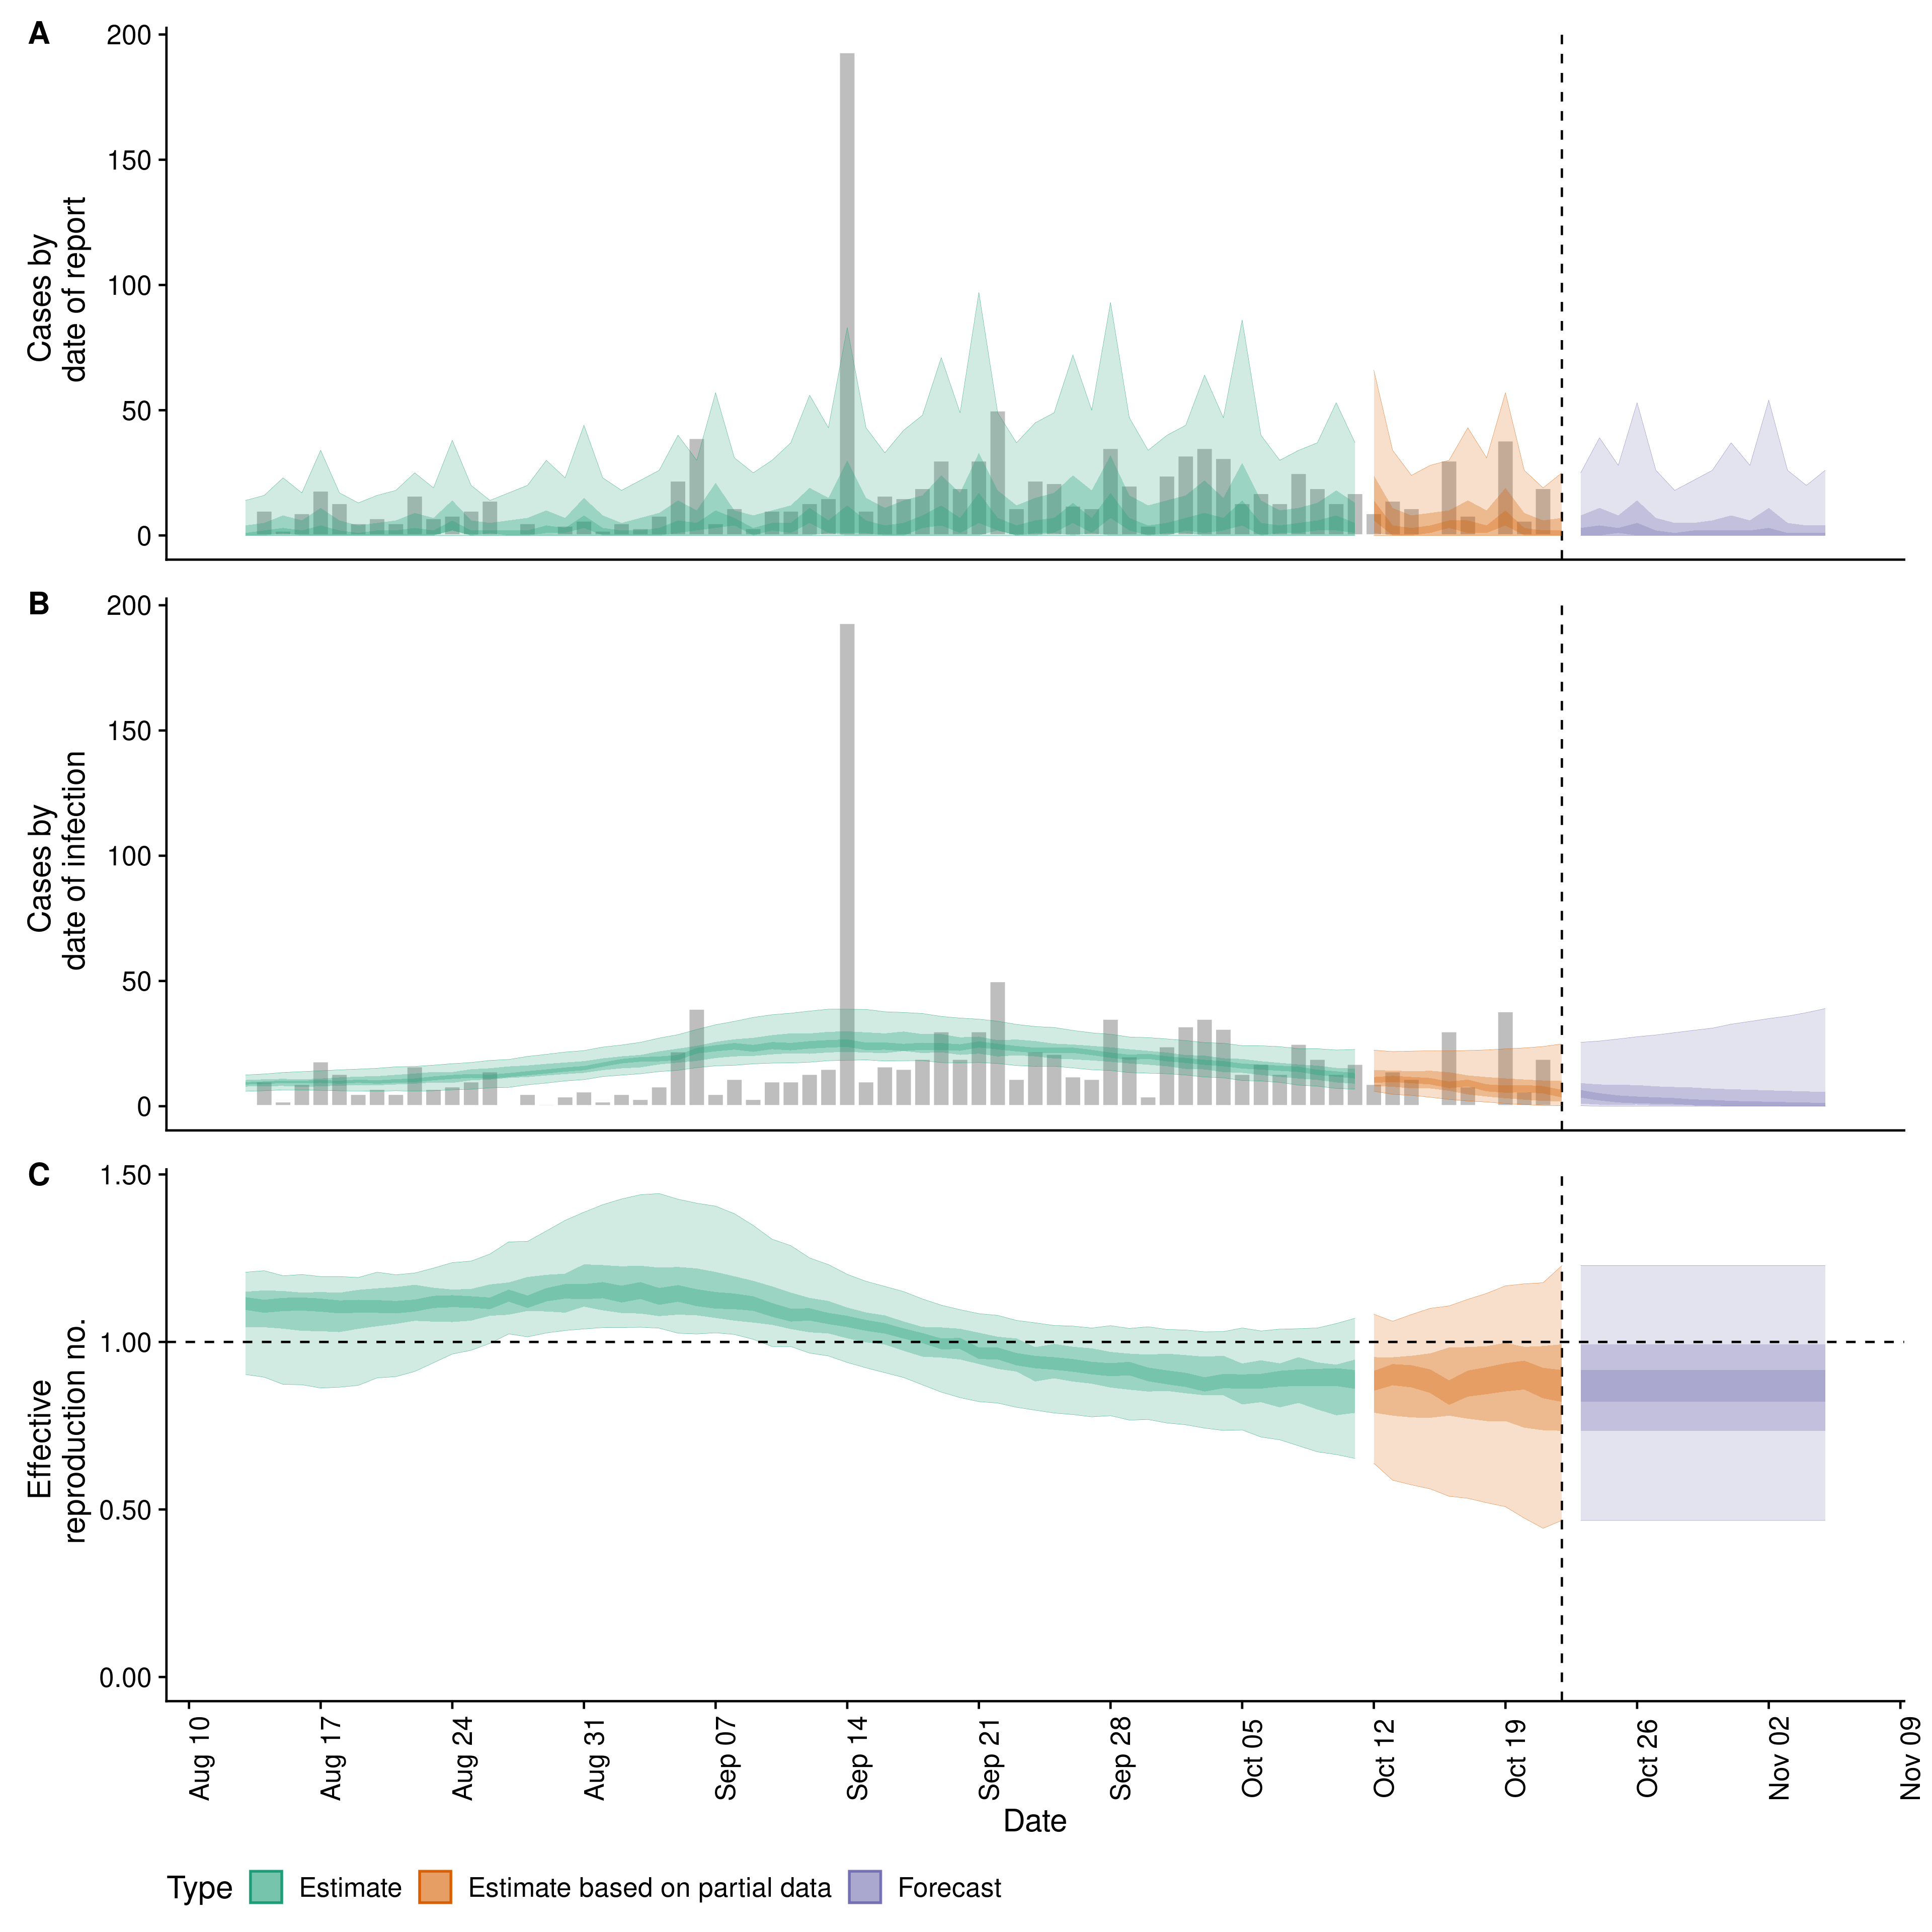 A
200
150
100
50
0
Cases by
date of report
B
200
150
100
50
0
Cases by
date of infection
C
1.50
1.00
0.50
0.00
Effective
reproduction no.
Aug 10
Aug 17
Aug 24
Aug 31
Sep 07
Sep 14
Sep 21
Sep 28
Oct 05
Oct 12
Oct 19
Oct 26
Nov 02
Nov 09
Date
Type Estimate Estimate based on partial data Forecast